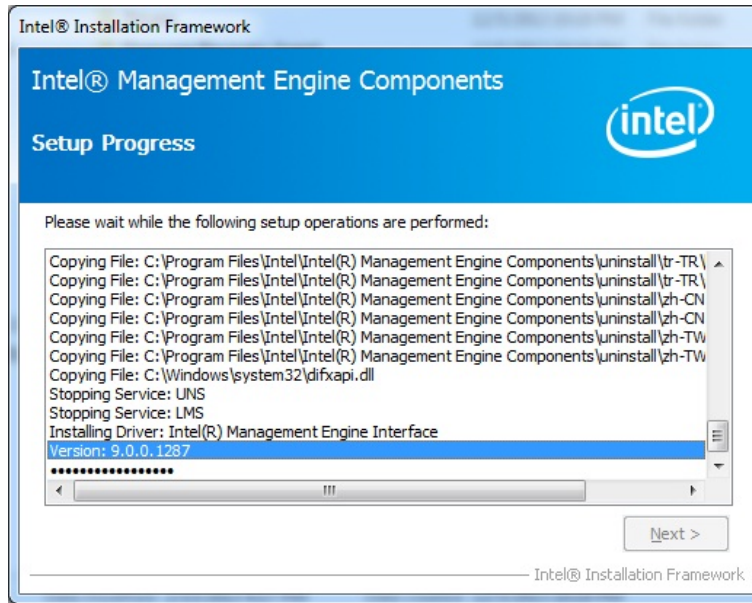 Intel® Installation Framework
Intel® Management Engine Components
Setup Progress
intel
Please wait while the following setup operations are performed:
Copying File: C:\Program Files\Intel\Intel(R) Management Engine Components\uninstall\tr-TR\
Copying File: C:\Program Files\Intel\Intel(R) Management Engine Components\uninstall\tr-TR\
Copying File: C:\Program Files\Intel\Intel(R) Management Engine Components\uninstall\zh-CN
Copying File: C:\Program Files\Intel\Intel(R) Management Engine Components\uninstall\zh-CN
Copying File: C:\Program Files\Intel\Intel(R) Management Engine Components\uninstall\zh-TW
Copying File: C:\Program Files\Intel\Intel(R) Management Engine Components\uninstall\zh-TW
Copying File: C:\Windows\system32\difxapi.dll
Stopping Service: UNS
Stopping Service: LMS
Installing Driver: Intel(R) Management Engine Interface
Version: 9.0.0.1287
•••••••••••••••••
Next >
Intel® Installation Framework